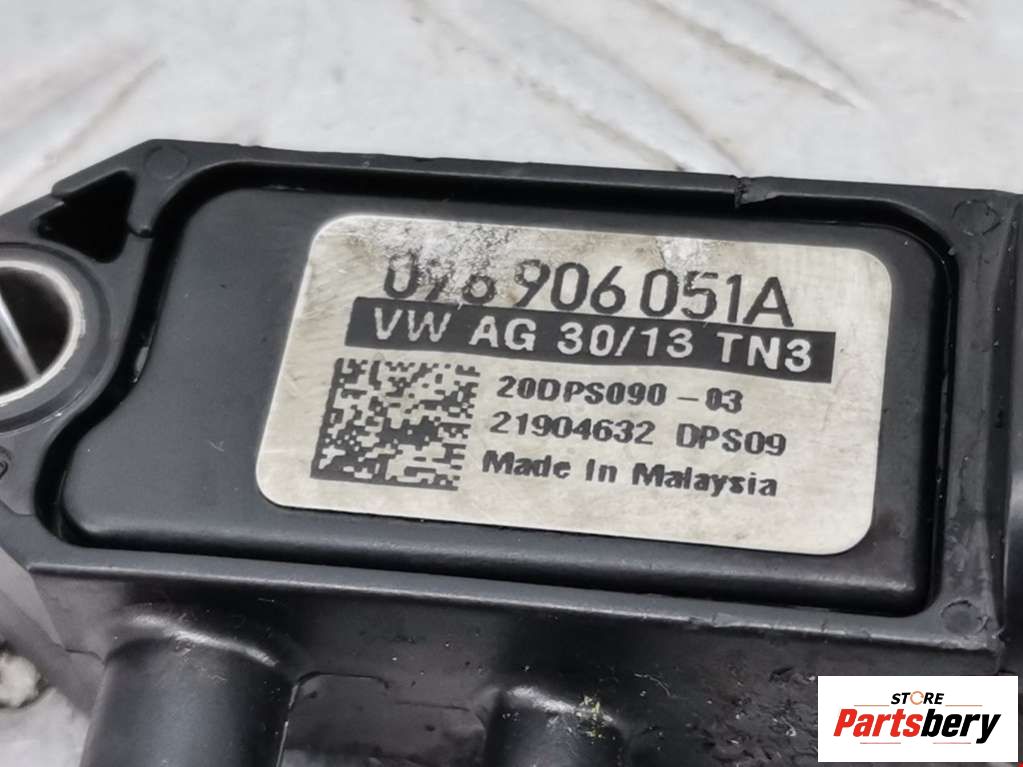 906 051A
VW AG 30/13 TN3
20DPS090-03
21904632 DPS09
Made In Malaysia
STORE
Partsbery